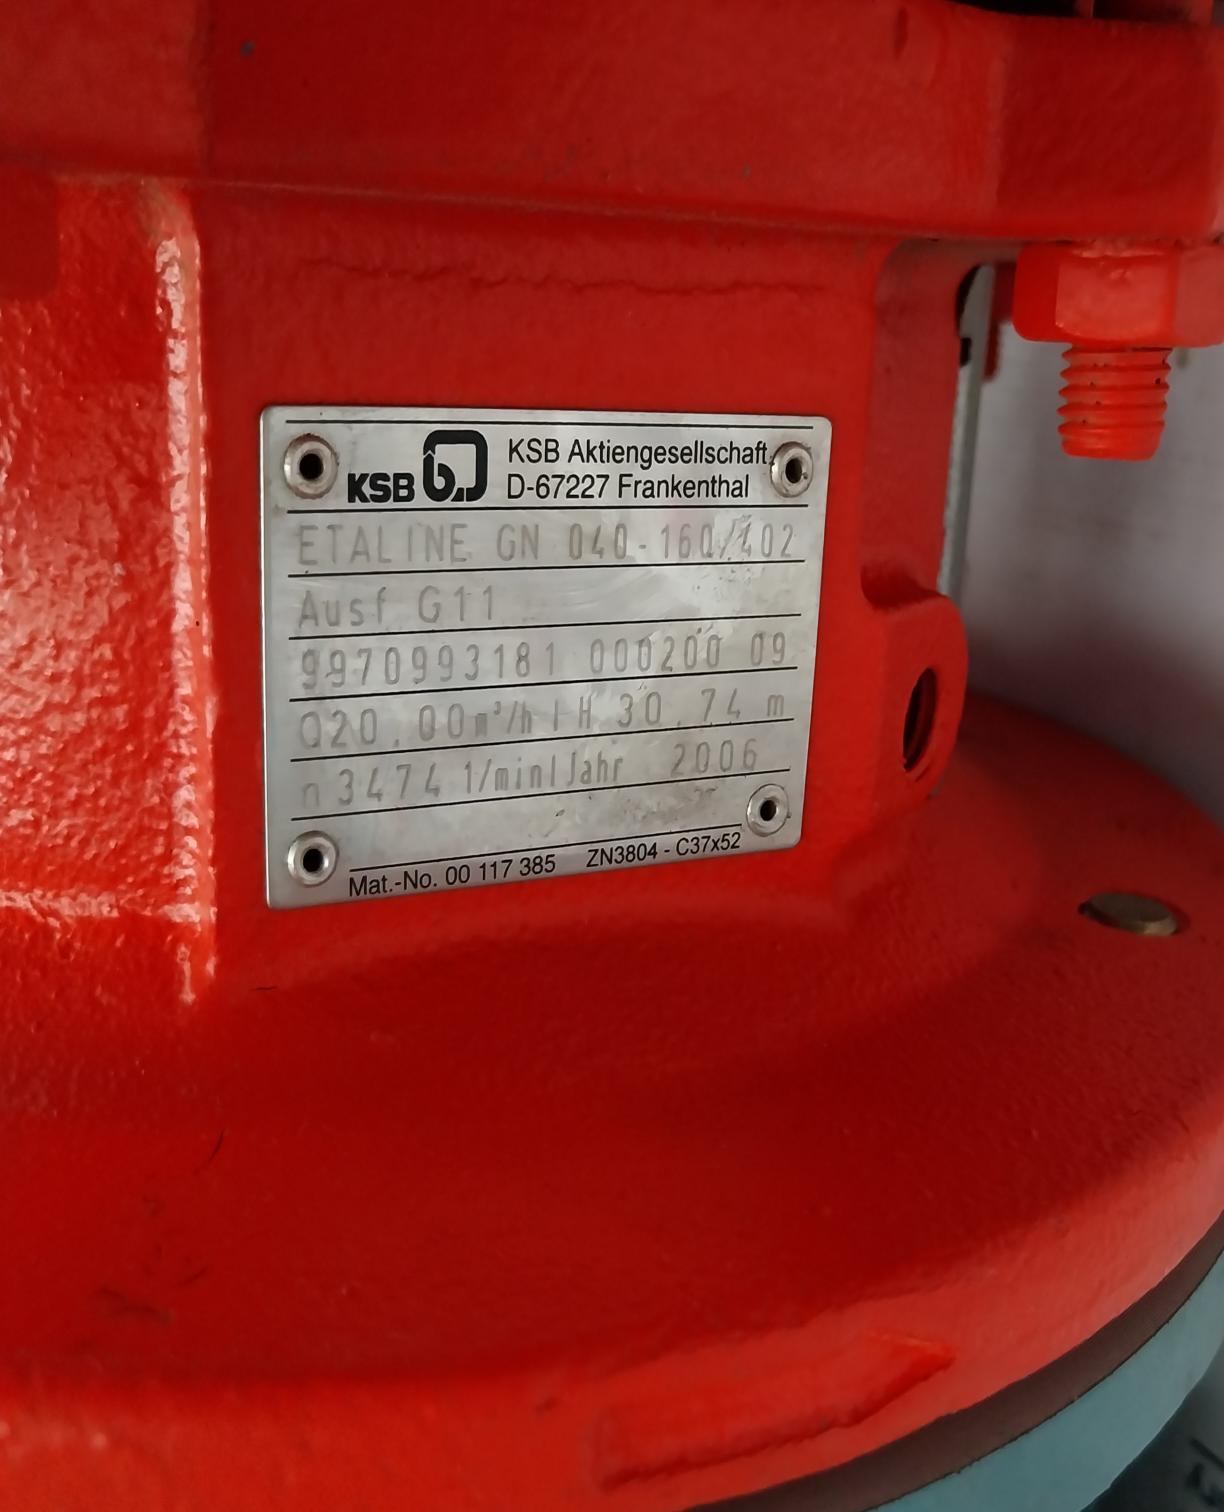 KSB KSB Aktiengesellschaft
D-67227 Frankenthal
ETALINE GN 040-160/402
Ausf G11
9970993181 000200 09
Q20.00m³/h | H 30.74 m
n 3474 1/min | Jahr 2006
Mat.-No. 00 117 385 ZN3804 - C37x52